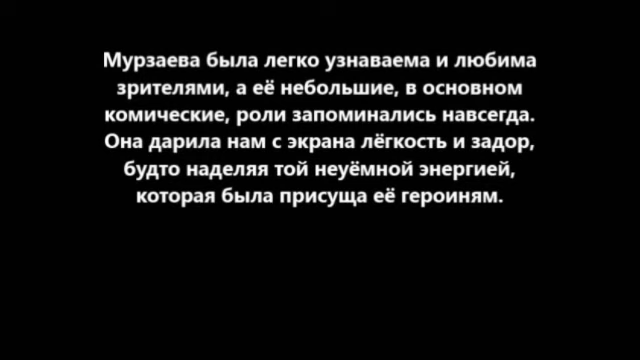 Мурзаева была легко узнаваема и любима
зрителями, а её небольшие, в основном
комические, роли запоминались навсегда.
Она дарила нам с экрана лёгкость и задор,
будто наделяя той неуёмной энергией,
которая была присуща её героиням.